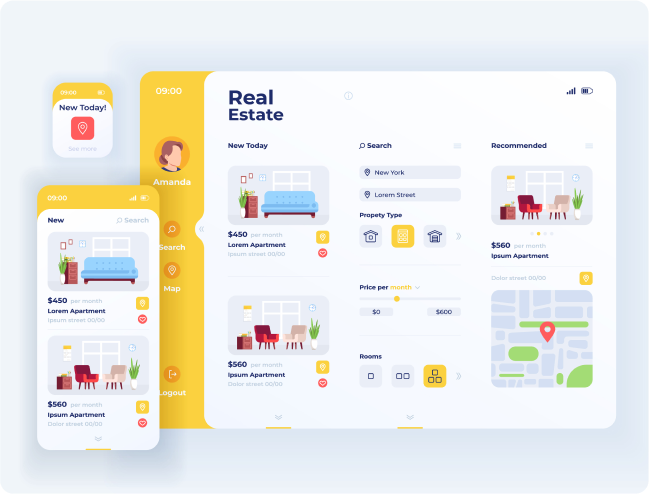 09:00
New Today!
See more
09:00
New
Search
$450 per month
Lorem Apartment
Ipsum street 00/00
$560 per month
Ipsum Apartment
Dolor street 00/00
09:00
Amanda
Search
Map
Logout
Real
Estate
New Today
$450 per month
Lorem Apartment
Ipsum street 00/00
$560 per month
Ipsum Apartment
Dolor street 00/00
Search
New York
Lorem Street
Propety Type
Price per month
$0
$600
Rooms
Recommended
$560 per month
Ipsum Apartment
Dolor street 00/00